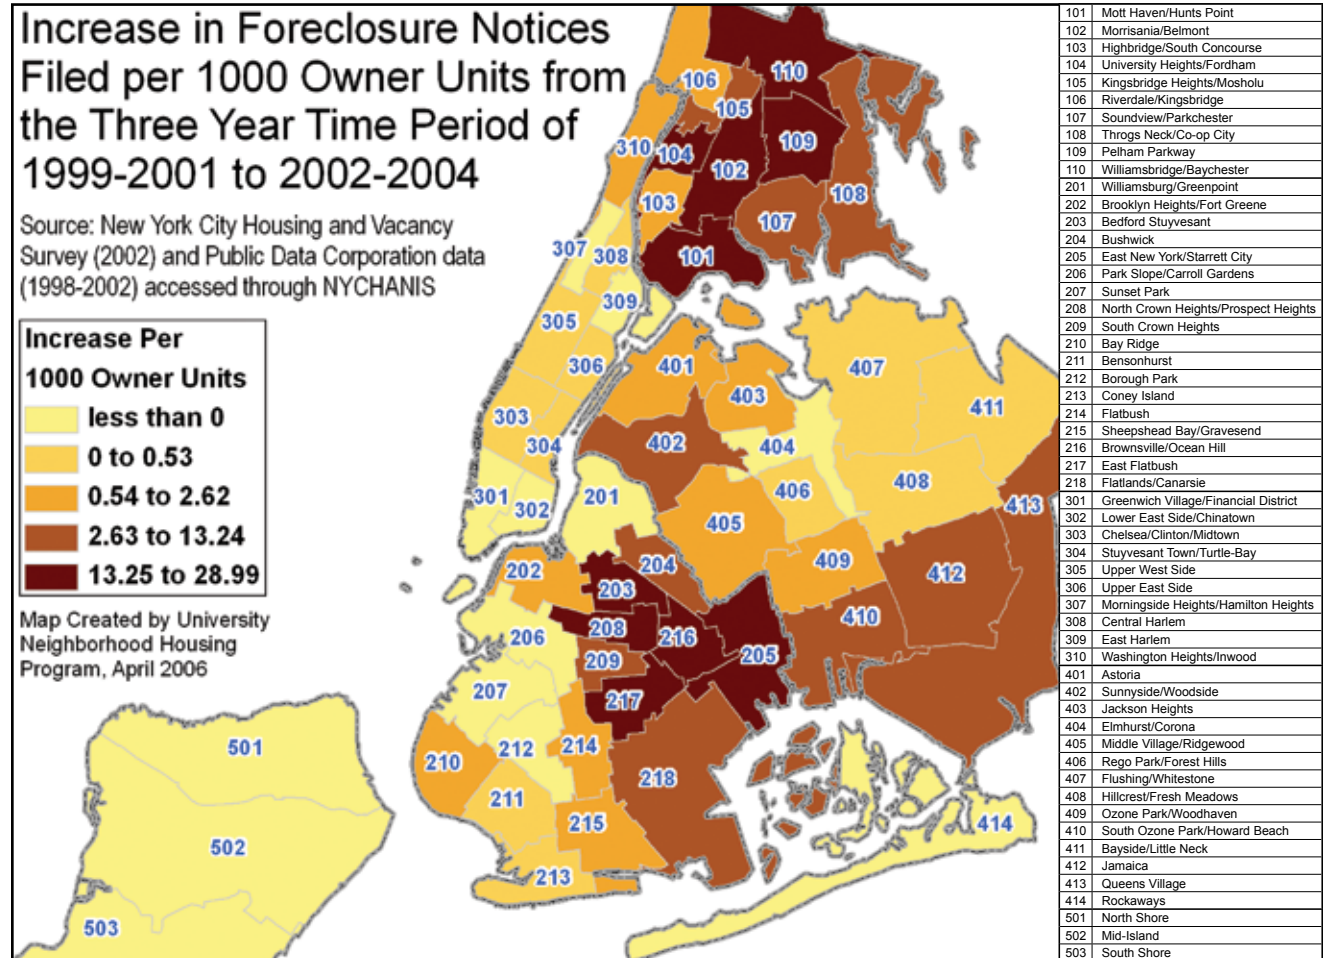 Increase in Foreclosure Notices
Filed per 1000 Owner Units from
the Three Year Time Period of
1999-2001 to 2002-2004
Source: New York City Housing and Vacancy
Survey (2002) and Public Data Corporation data
(1998-2002) accessed through NYCHANIS
Increase Per
1000 Owner Units
less than 0
0 to 0.53
0.54 to 2.62
2.63 to 13.24
13.25 to 28.99
Map Created by University
Neighborhood Housing
Program, April 2006
106
110
105
310
104
109
102
103
108
107
307
308
101
309
305
306
401
407
403
411
303
304
402
404
301
302
201
406
408
413
405
202
204
409
412
203
206
208
216
410
209
205
207
217
501
212
214
210
218
211
215
414
502
213
503
101 Mott Haven/Hunts Point
102 Morrisania/Belmont
103 Highbridge/South Concourse
104 University Heights/Fordham
105 Kingsbridge Heights/Mosholu
106 Riverdale/Kingsbridge
107 Soundview/Parkchester
108 Throgs Neck/Co-op City
109 Pelham Parkway
110 Williamsbridge/Baychester
201 Williamsburg/Greenpoint
202 Brooklyn Heights/Fort Greene
203 Bedford Stuyvesant
204 Bushwick
205 East New York/Starrett City
206 Park Slope/Carroll Gardens
207 Sunset Park
208 North Crown Heights/Prospect Heights
209 South Crown Heights
210 Bay Ridge
211 Bensonhurst
212 Borough Park
213 Coney Island
214 Flatbush
215 Sheepshead Bay/Gravesend
216 Brownsville/Ocean Hill
217 East Flatbush
218 Flatlands/Canarsie
301 Greenwich Village/Financial District
302 Lower East Side/Chinatown
303 Chelsea/Clinton/Midtown
304 Stuyvesant Town/Turtle-Bay
305 Upper West Side
306 Upper East Side
307 Morningside Heights/Hamilton Heights
308 Central Harlem
309 East Harlem
310 Washington Heights/Inwood
401 Astoria
402 Sunnyside/Woodside
403 Jackson Heights
404 Elmhurst/Corona
405 Middle Village/Ridgewood
406 Rego Park/Forest Hills
407 Flushing/Whitestone
408 Hillcrest/Fresh Meadows
409 Ozone Park/Woodhaven
410 South Ozone Park/Howard Beach
411 Bayside/Little Neck
412 Jamaica
413 Queens Village
414 Rockaways
501 North Shore
502 Mid-Island
503 South Shore